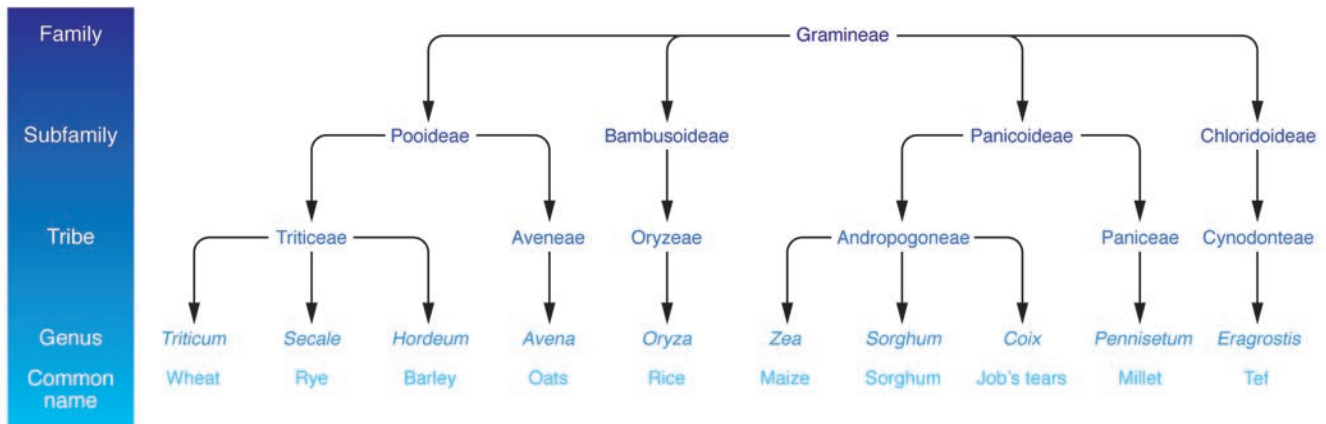 Family Gramineae
Subfamily Pooideae Bambusoideae Panicoideae Chloridoideae
Tribe Triticeae Aveneae Oryzeae Andropogoneae Paniceae Cynodonteae
Genus Triticum Secale Hordeum Avena Oryza Zea Sorghum Coix Pennisetum Eragrostis
Common Wheat Rye Barley Oats Rice Maize Sorghum Job's tears Millet Tef
name